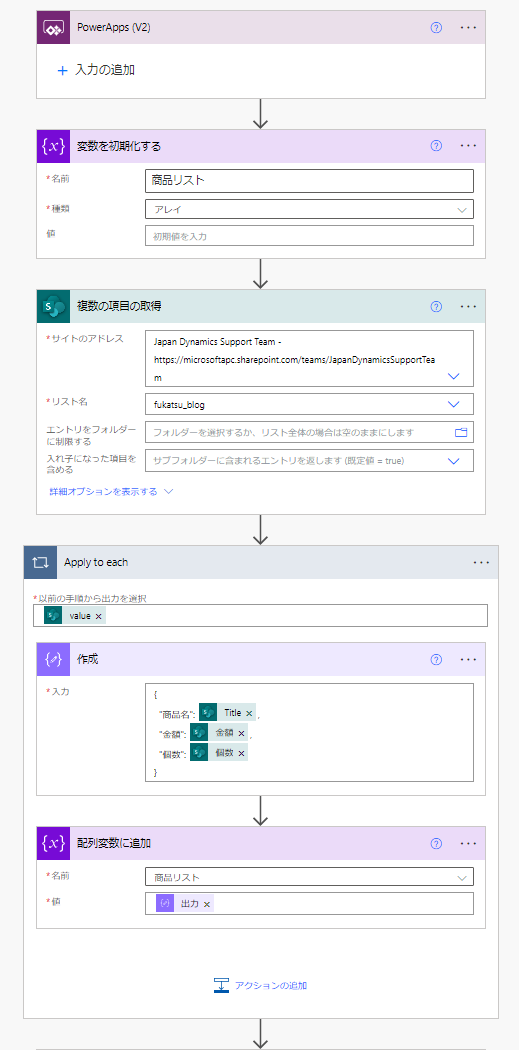 PowerApps (V2)
+ 入力の追加
{x} 変数を初期化する
*名前 商品リスト
*種類 アレイ
値 初期値を入力
S 複数の項目の取得
*サイトのアドレス
Japan Dynamics Support Team -
https://microsoftapc.sharepoint.com/teams/JapanDynamicsSupportTea
m
*リスト名 fukatsu_blog
エントリをフォルダー
に制限する
フォルダーを選択するか、リスト全体の場合は空のままにします
入れ子になった項目を
含める
サブフォルダーに含まれるエントリを返します (既定値 = true)
詳細オプションを表示する
Apply to each
*以前の手順から出力を選択
value ×
作成
*入力
{
"商品名": Title × ,
"金額": 金額 × ,
"個数": 個数 ×
}
{x} 配列変数に追加
*名前 商品リスト
*値 出力 ×
アクションの追加